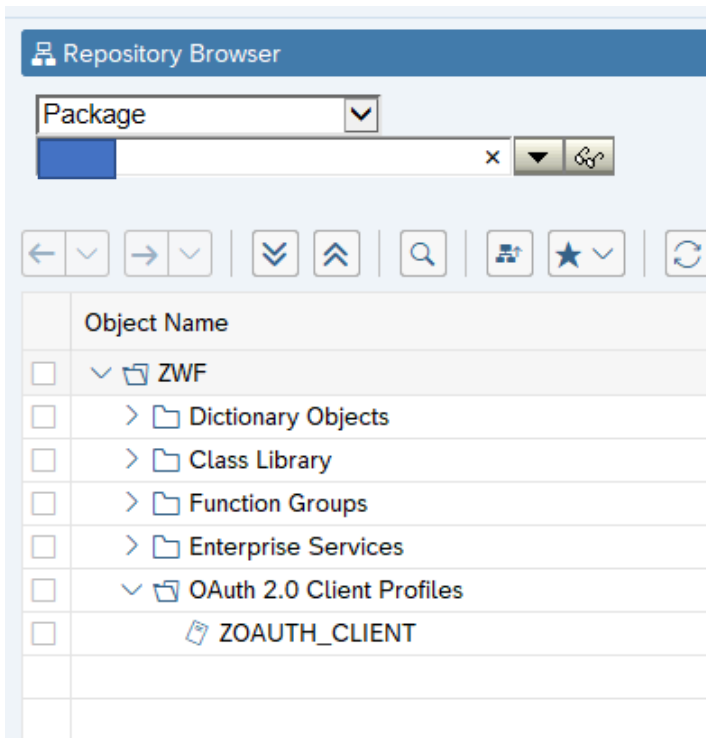 Repository Browser
Package
Object Name
ZWF
Dictionary Objects
Class Library
Function Groups
Enterprise Services
OAuth 2.0 Client Profiles
ZOAUTH_CLIENT